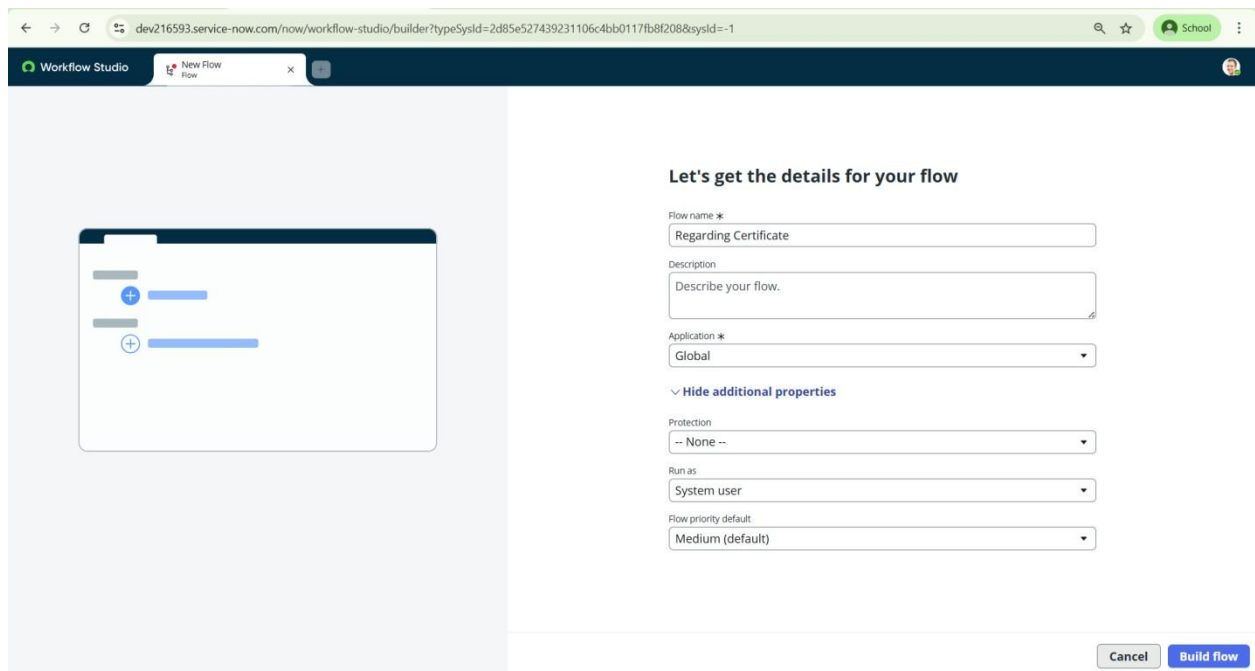 dev216593.service-now.com/now/workflow-studio/builder?typeSysId=2d85e527439231106c4bb0117fb8f208&sysId=-1
School
Workflow Studio
New Flow
Flow
Let's get the details for your flow
Flow name *
Regarding Certificate
Description
Describe your flow.
Application *
Global
Hide additional properties
Protection
-- None --
Run as
System user
Flow priority default
Medium (default)
Cancel
Build flow